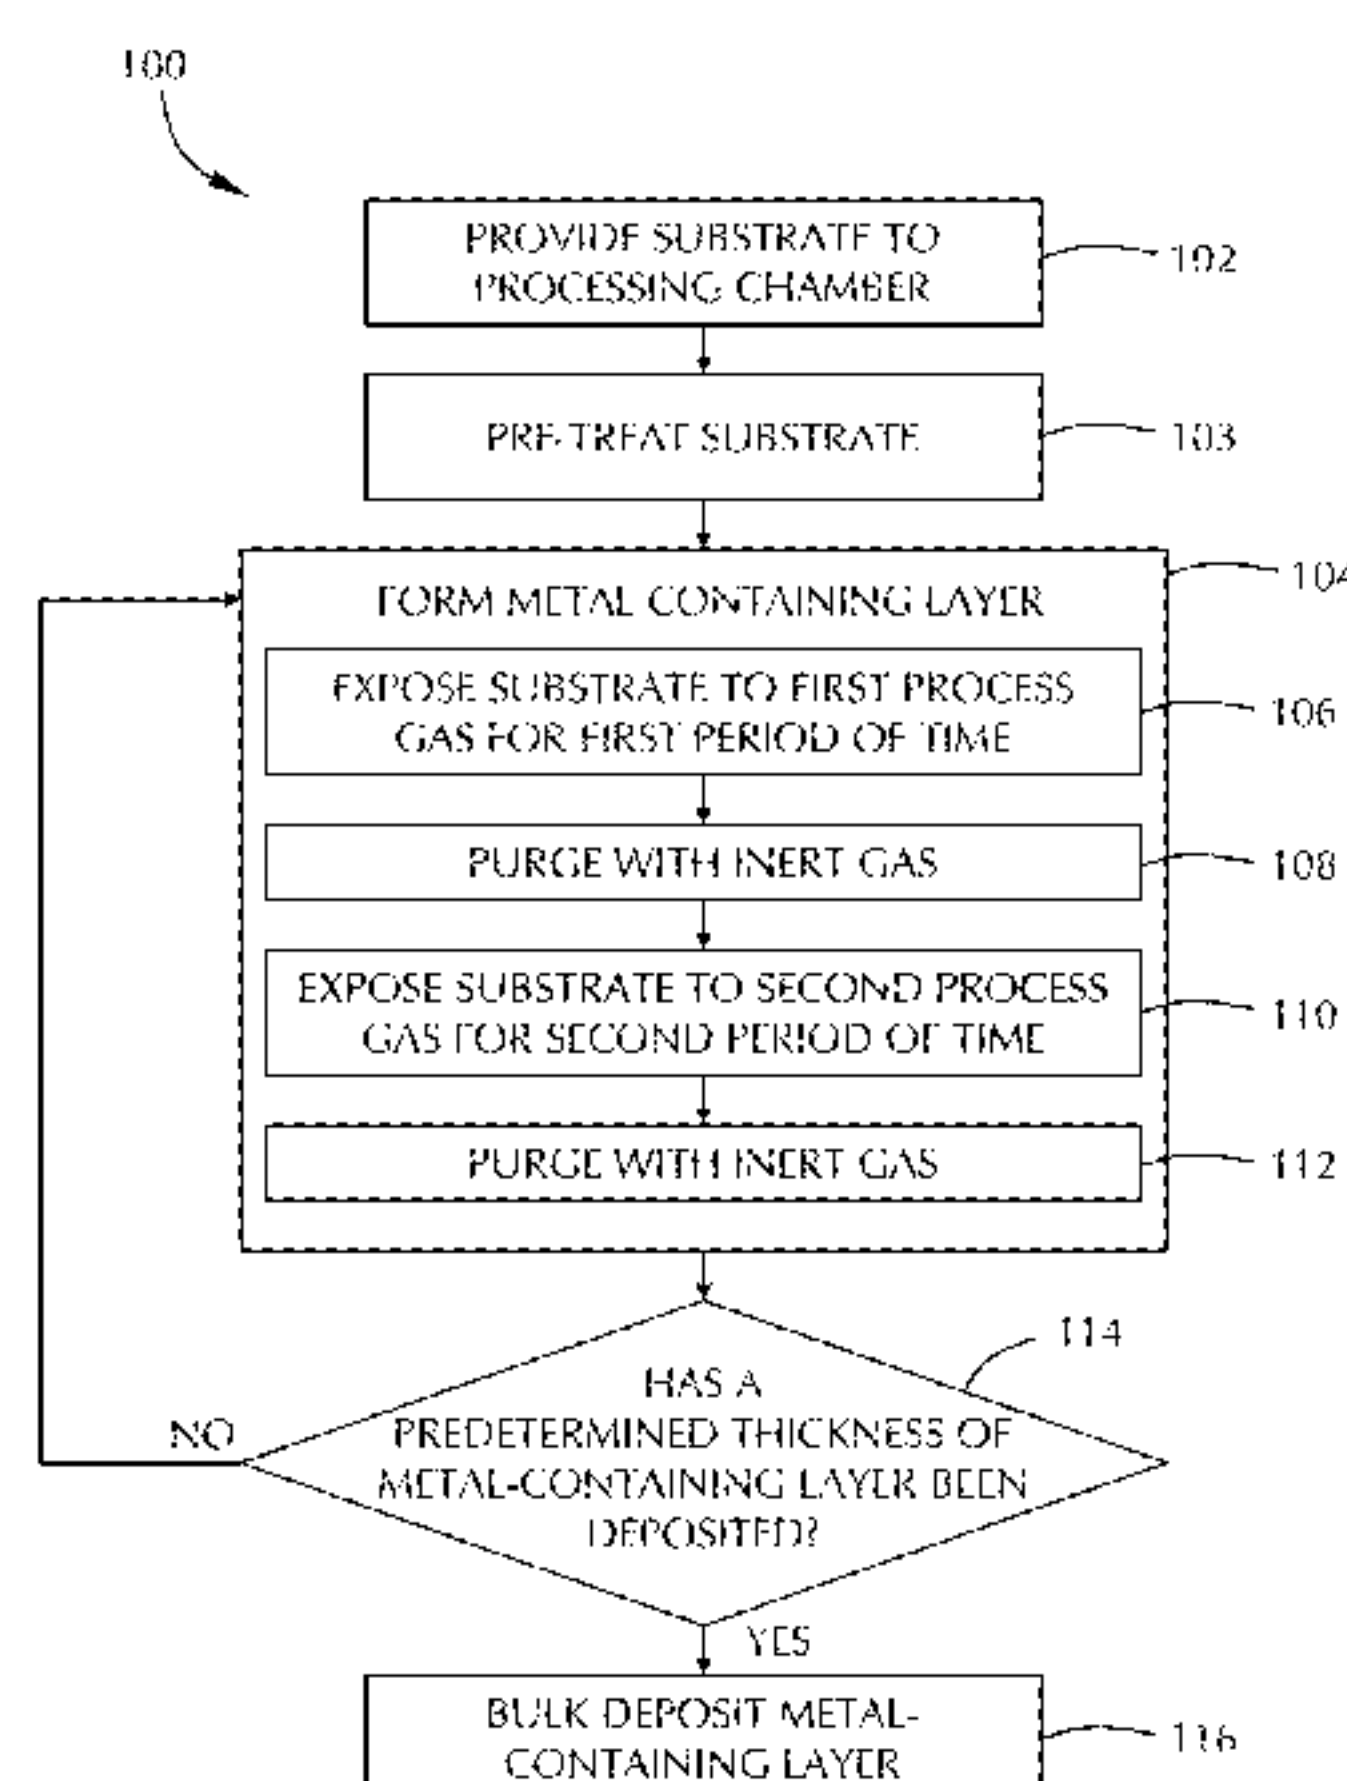 100
PROVIDE SUBSTRATE TO
PROCESSING CHAMBER
102
PRE-TREAT SUBSTRATE
103
104
FORM METAL CONTAINING LAYER
EXPOSE SUBSTRATE TO FIRST PROCESS
GAS FOR FIRST PERIOD OF TIME
106
PURGE WITH INERT GAS
108
EXPOSE SUBSTRATE TO SECOND PROCESS
GAS FOR SECOND PERIOD OF TIME
110
PURGE WITH INERT GAS
112
114
HAS A
PREDETERMINED THICKNESS OF
METAL-CONTAINING LAYER BEEN
DEPOSITED?
NO
YES
BULK DEPOSIT METAL-
CONTAINING LAYER
116